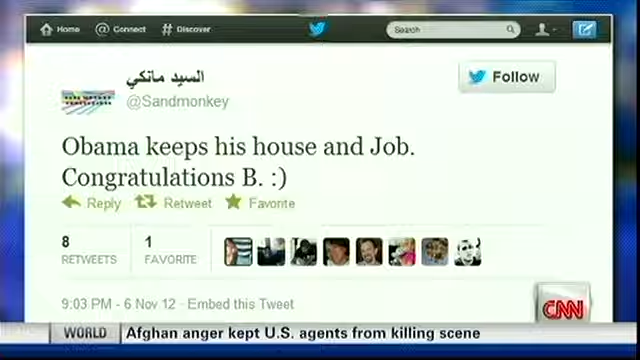 Home @ Connect # Discover Search
السيد مانكي
@Sandmonkey
Follow
Obama keeps his house and Job.
Congratulations B. :)
Reply Retweet Favorite
8 1
RETWEETS FAVORITE
9:03 PM - 6 Nov 12 · Embed this Tweet
CNN
WORLD Afghan anger kept U.S. agents from killing scene